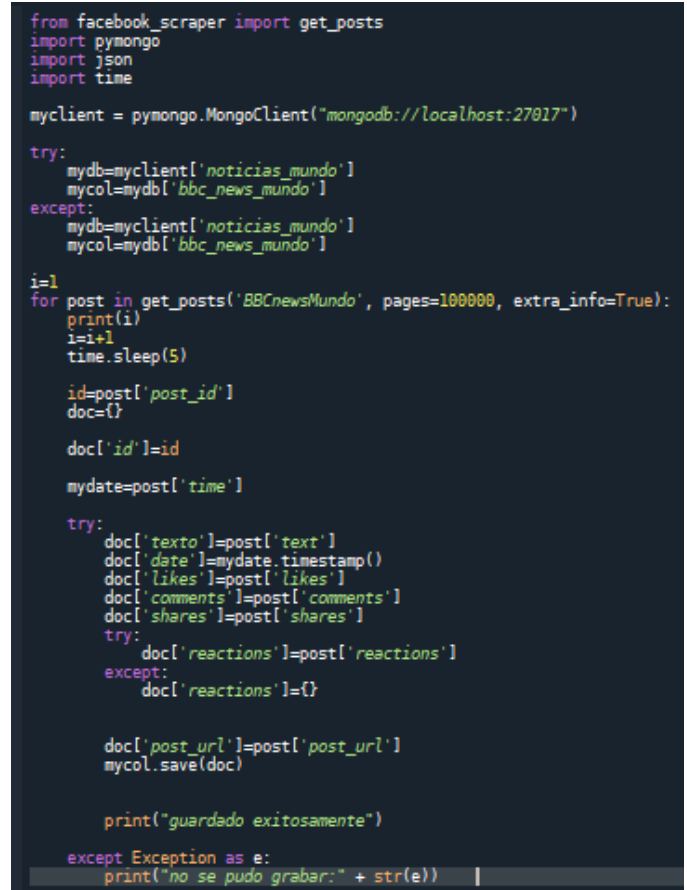 from facebook_scraper import get_posts
import pymongo
import json
import time
myclient = pymongo.MongoClient("mongodb://localhost:27017")
try:
    mydb=myclient['noticias_mundo']
    mycol=mydb['bbc_news_mundo']
except:
    mydb=myclient['noticias_mundo']
    mycol=mydb['bbc_news_mundo']
i=1
for post in get_posts('BBCnewsMundo', pages=100000, extra_info=True):
    print(i)
    i=i+1
    time.sleep(5)
    id=post['post_id']
    doc={}
    doc['id']=id
    mydate=post['time']
    try:
        doc['texto']=post['text']
        doc['date']=mydate.timestamp()
        doc['likes']=post['likes']
        doc['comments']=post['comments']
        doc['shares']=post['shares']
        try:
            doc['reactions']=post['reactions']
        except:
            doc['reactions']={}
        doc['post_url']=post['post_url']
        mycol.save(doc)
        print("guardado exitosamente")
    except Exception as e:
        print("no se pudo grabar:" + str(e))